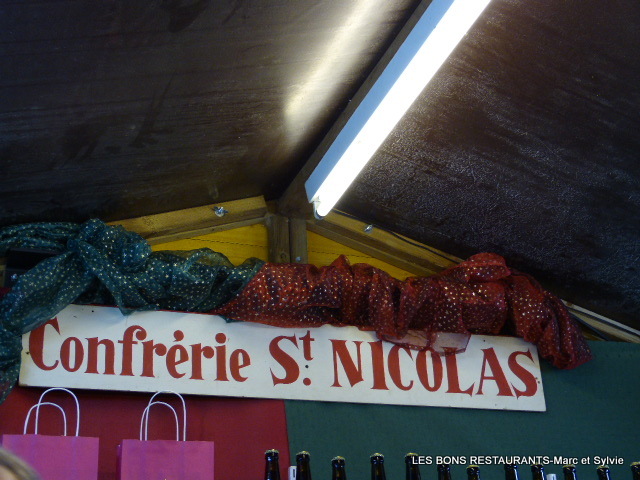 Confrérie St. NICOLAS
LES BONS RESTAURANTS-Marc et Sylvie